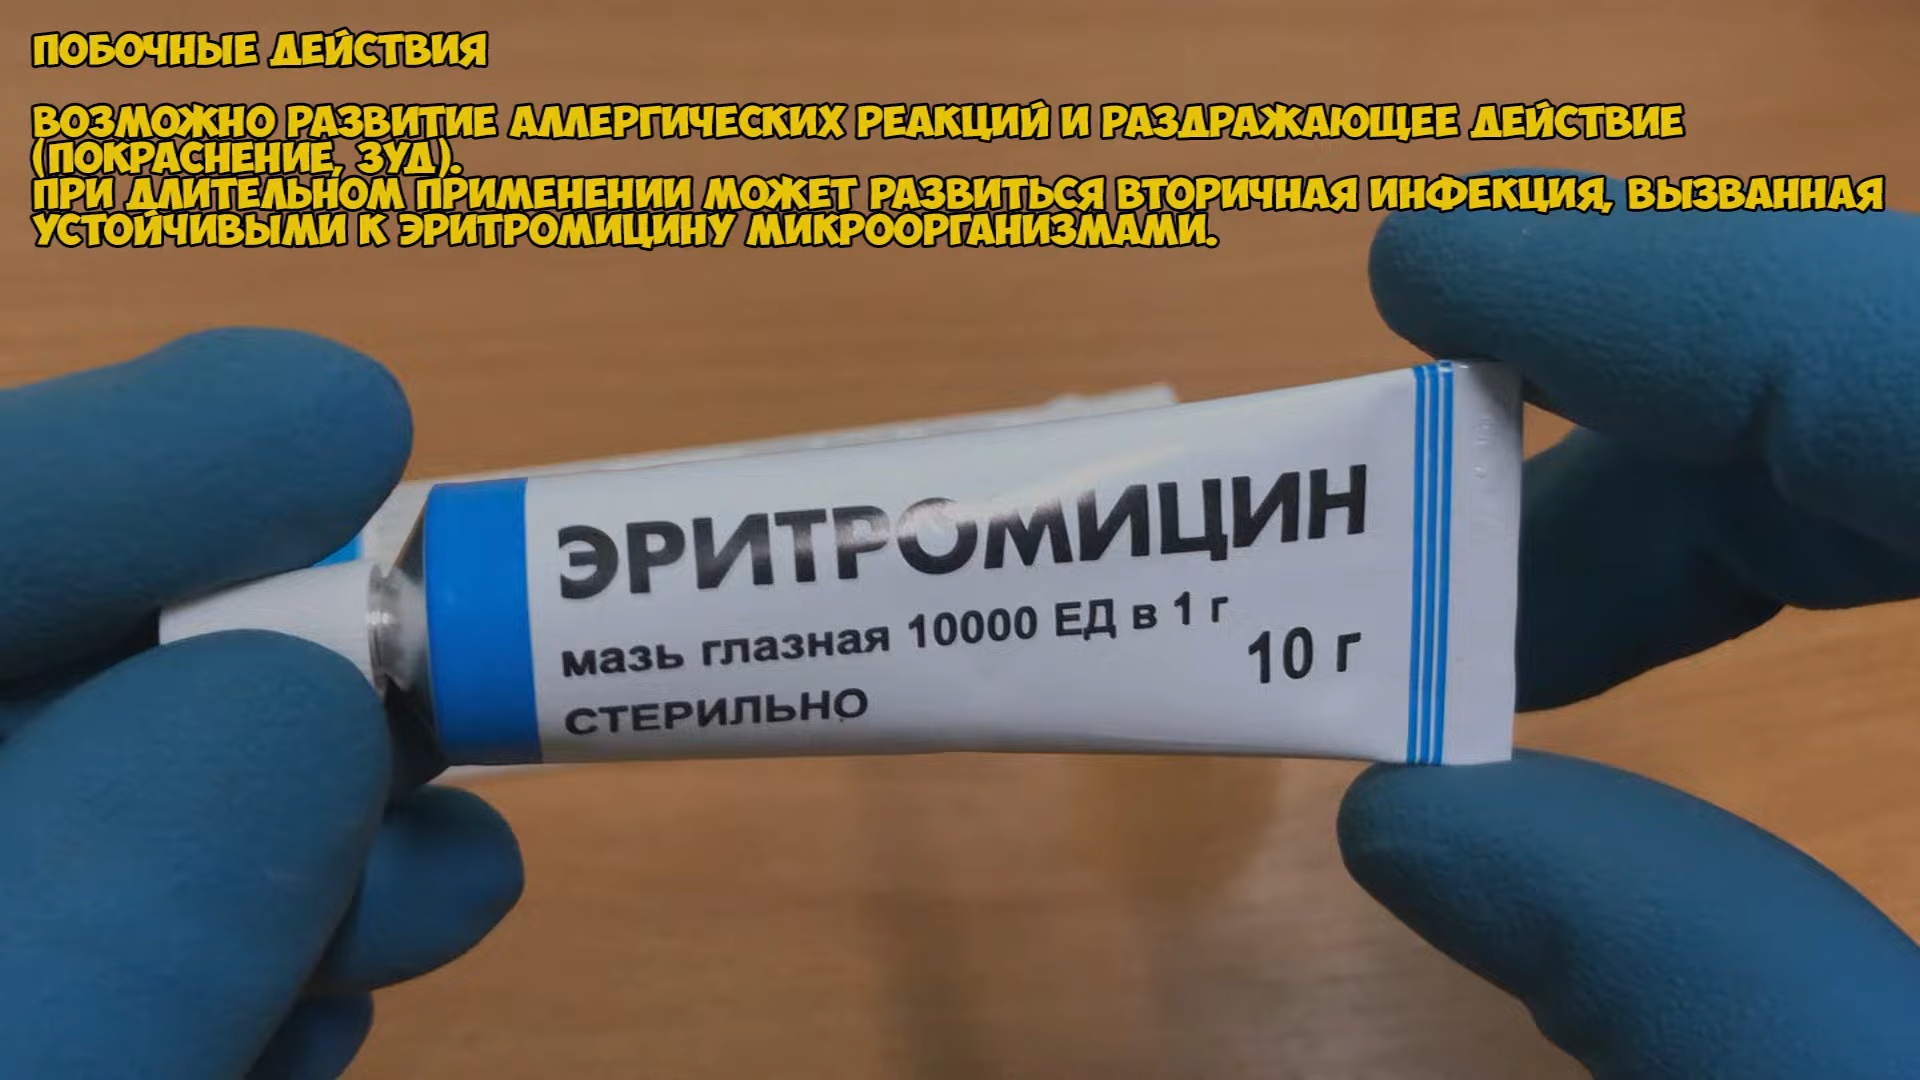 ПОБОЧНЫЕ ДЕЙСТВИЯ
ВОЗМОЖНО РАЗВИТИЕ АЛЛЕРГИЧЕСКИХ РЕАКЦИЙ И РАЗДРАЖАЮЩЕЕ ДЕЙСТВИЕ
(ПОКРАСНЕНИЕ, ЗУД).
ПРИ ДЛИТЕЛЬНОМ ПРИМЕНЕНИИ МОЖЕТ РАЗВИТЬСЯ ВТОРИЧНАЯ ИНФЕКЦИЯ, ВЫЗВАННАЯ
УСТОЙЧИВЫМИ К ЭРИТРОМИЦИНУ МИКРООРГАНИЗМАМИ.
ЭРИТРОМИЦИН
мазь глазная 10000 ЕД в 1 г
10 г
СТЕРИЛЬНО